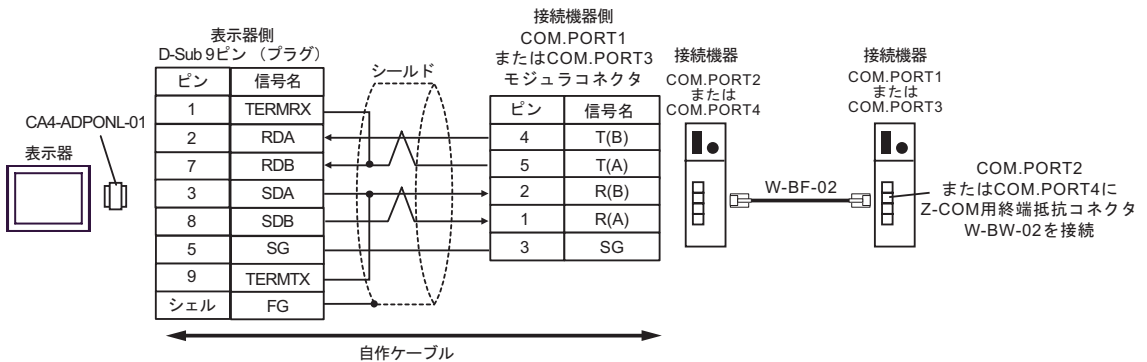 表示器側
D-Sub 9ピン （プラグ）
ピン 信号名
1 TERMRX
2 RDA
7 RDB
3 SDA
8 SDB
5 SG
9 TERMTX
シェル FG
CA4-ADPONL-01
表示器
シールド
接続機器側
COM.PORT1
またはCOM.PORT3
モジュラコネクタ
ピン 信号名
4 T(B)
5 T(A)
2 R(B)
1 R(A)
3 SG
自作ケーブル
接続機器
COM.PORT2
または
COM.PORT4
W-BF-02
接続機器
COM.PORT1
または
COM.PORT3
COM.PORT2
またはCOM.PORT4に
Z-COM用終端抵抗コネクタ
W-BW-02を接続